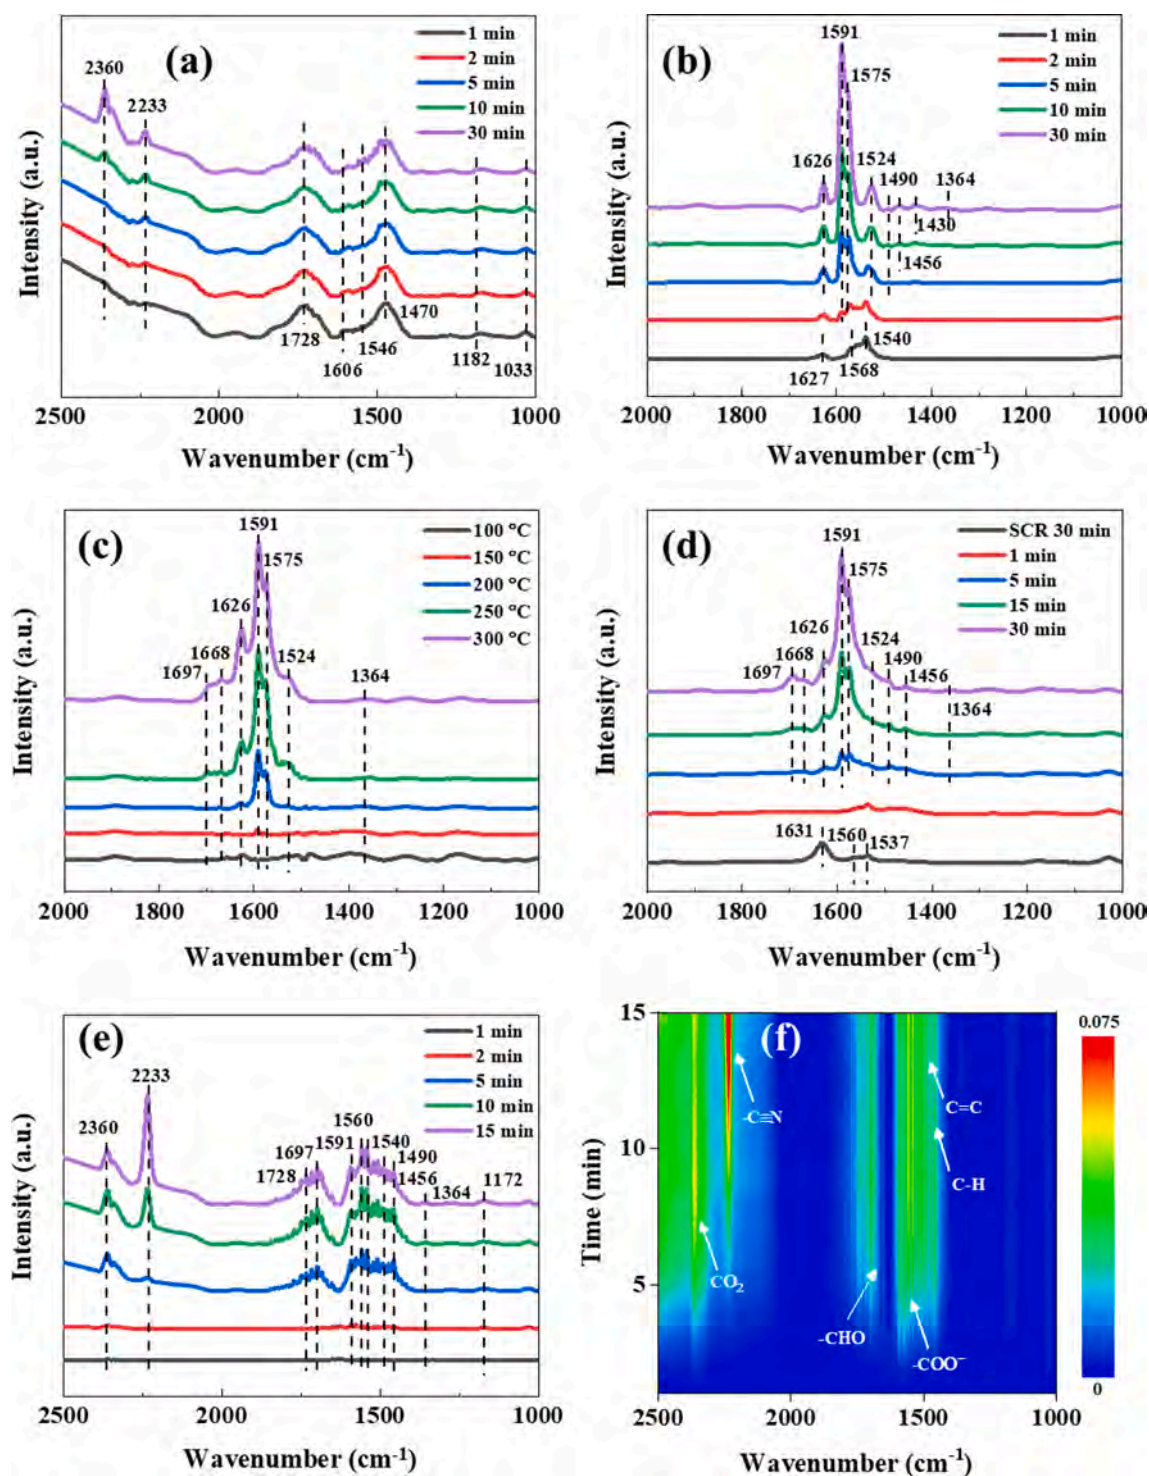 (a)
1 min
2 min
5 min
10 min
30 min
2360
2233
1728
1606
1546
1470
1182
1033
Intensity (a.u.)
2500 2000 1500 1000
Wavenumber (cm⁻¹)
(b)
1 min
2 min
5 min
10 min
30 min
1591
1575
1626
1524
1490
1364
1430
1456
1540
1627
1568
Intensity (a.u.)
2000 1800 1600 1400 1200 1000
Wavenumber (cm⁻¹)
(c)
100 °C
150 °C
200 °C
250 °C
300 °C
1591
1575
1626
1668
1697
1524
1364
Intensity (a.u.)
2000 1800 1600 1400 1200 1000
Wavenumber (cm⁻¹)
(d)
SCR 30 min
1 min
5 min
15 min
30 min
1591
1575
1626
1668
1697
1524
1490
1456
1364
1631
1560
1537
Intensity (a.u.)
2000 1800 1600 1400 1200 1000
Wavenumber (cm⁻¹)
(e)
1 min
2 min
5 min
10 min
15 min
2233
2360
1560
1697
1591
1540
1490
1728
1456
1364
1172
Intensity (a.u.)
2500 2000 1500 1000
Wavenumber (cm⁻¹)
(f)
15
10
5
Time (min)
-C≡N
C=C
C-H
CO₂
-CHO
-COO⁻
0.075
0
2500 2000 1500 1000
Wavenumber (cm⁻¹)